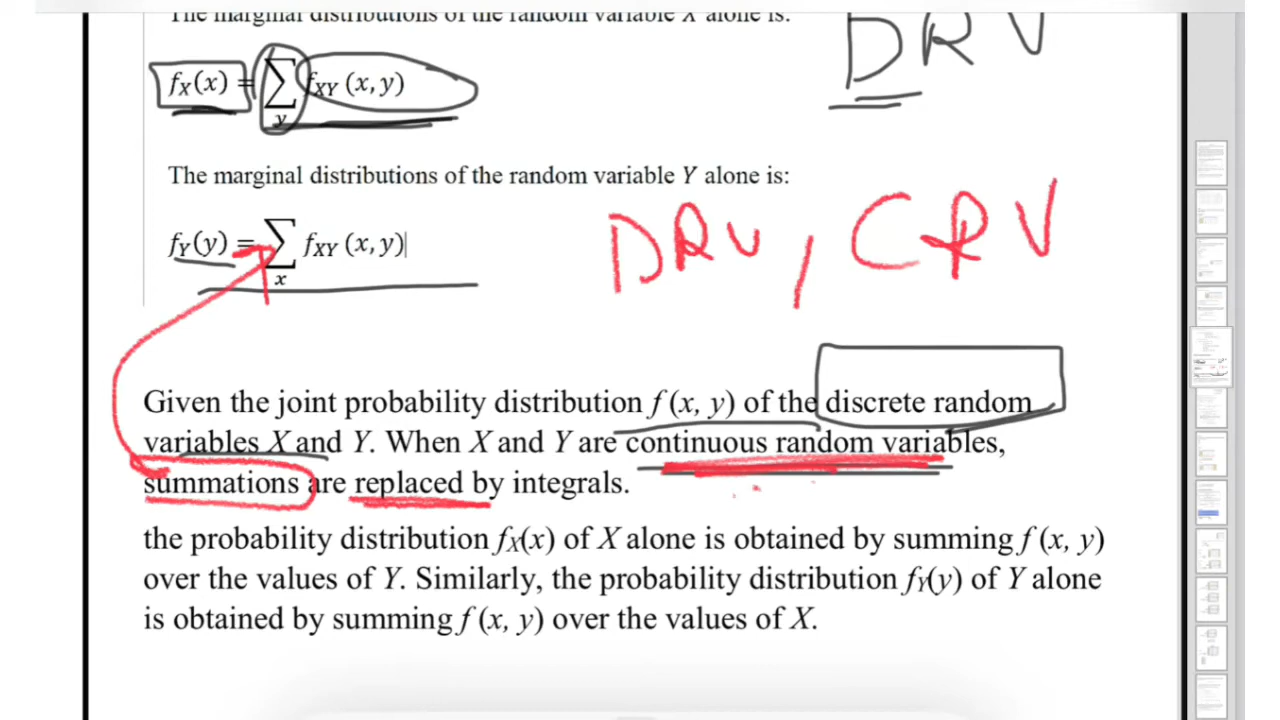 The marginal distributions of the random variable X alone is:
DRV
fX(x) = ∑y fXY (x, y)
The marginal distributions of the random variable Y alone is:
fY(y) = ∑x fXY (x, y)
DRV, CRV
Given the joint probability distribution f (x, y) of the discrete random
variables X and Y. When X and Y are continuous random variables,
summations are replaced by integrals.
the probability distribution fX(x) of X alone is obtained by summing f (x, y)
over the values of Y. Similarly, the probability distribution fY(y) of Y alone
is obtained by summing f (x, y) over the values of X.